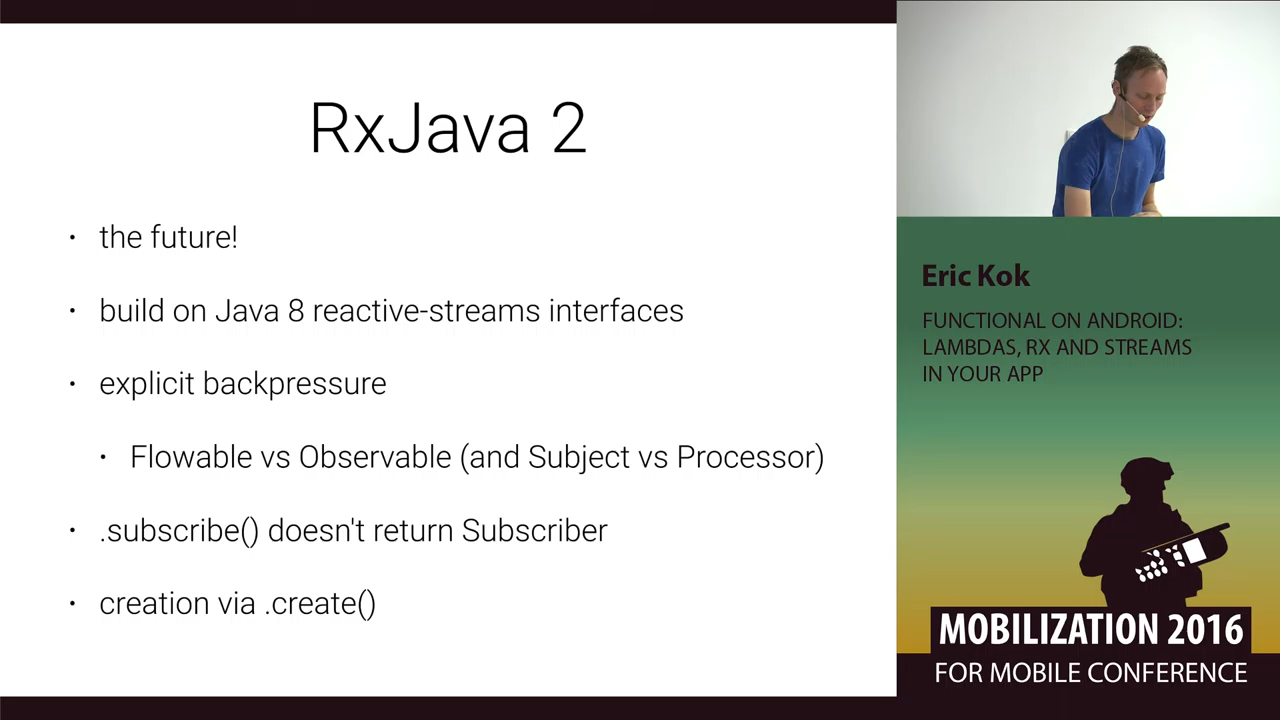 RxJava 2
• the future!
• build on Java 8 reactive-streams interfaces
• explicit backpressure
• Flowable vs Observable (and Subject vs Processor)
• .subscribe() doesn't return Subscriber
• creation via .create()
Eric Kok
FUNCTIONAL ON ANDROID:
LAMBDAS, RX AND STREAMS
IN YOUR APP
MOBILIZATION 2016
FOR MOBILE CONFERENCE